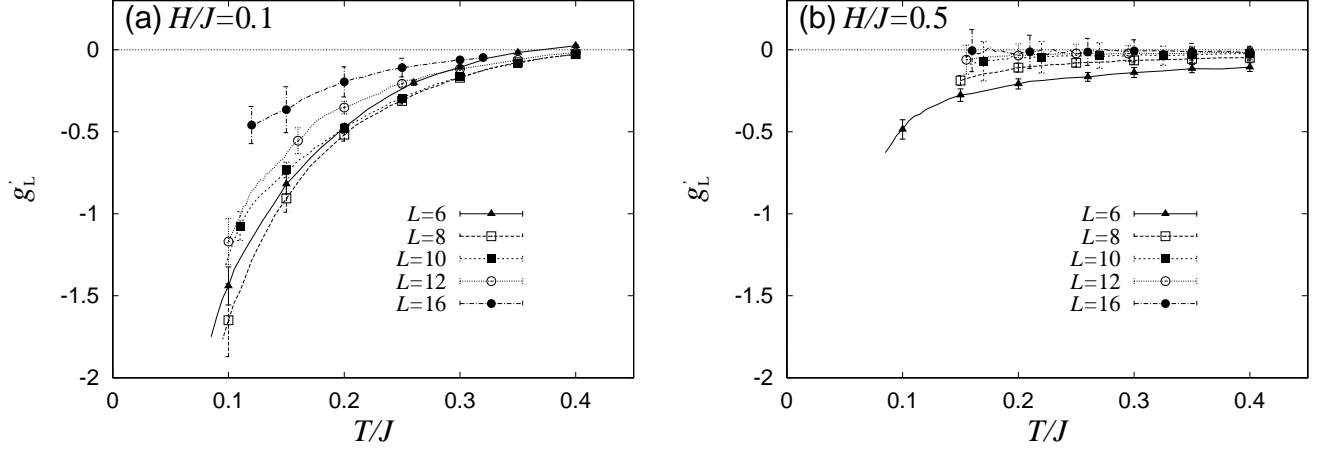 (a) H/J=0.1
0
-0.5
-1
-1.5
-2
g'L
L=6
L=8
L=10
L=12
L=16
0 0.1 0.2 0.3 0.4
T/J
(b) H/J=0.5
0
-0.5
-1
-1.5
-2
g'L
L=6
L=8
L=10
L=12
L=16
0 0.1 0.2 0.3 0.4
T/J